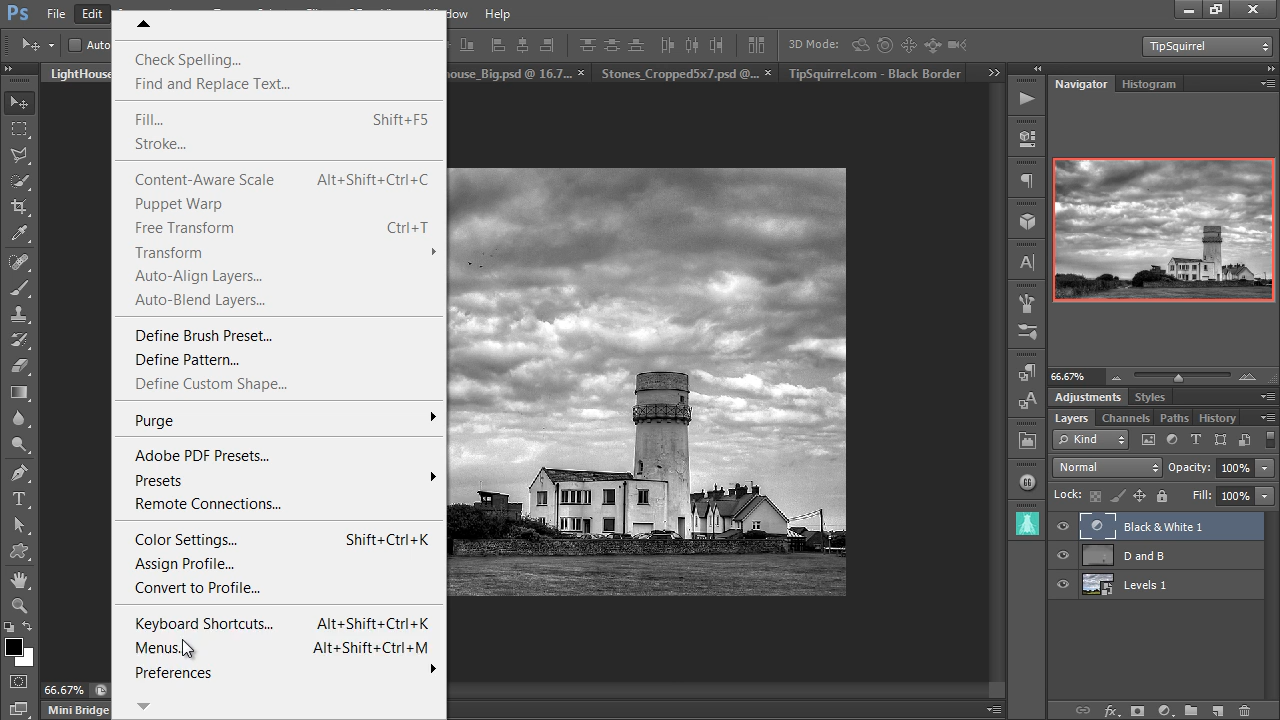 Ps File Edit Window Help
Auto 3D Mode: TipSquirrel
LightHouse house_Big.psd @ 16.7... × Stones_Cropped5x7.psd @... × TipSquirrel.com - Black Border
Check Spelling...
Find and Replace Text...
Fill... Shift+F5
Stroke...
Content-Aware Scale Alt+Shift+Ctrl+C
Puppet Warp
Free Transform Ctrl+T
Transform
Auto-Align Layers...
Auto-Blend Layers...
Define Brush Preset...
Define Pattern...
Define Custom Shape...
Purge
Adobe PDF Presets...
Presets
Remote Connections...
Color Settings... Shift+Ctrl+K
Assign Profile...
Convert to Profile...
Keyboard Shortcuts... Alt+Shift+Ctrl+K
Menus... Alt+Shift+Ctrl+M
Preferences
66.67%
Mini Bridge
Navigator Histogram
66.67%
Adjustments Styles
Layers Channels Paths History
Kind
Normal Opacity: 100%
Lock: Fill: 100%
Black & White 1
D and B
Levels 1